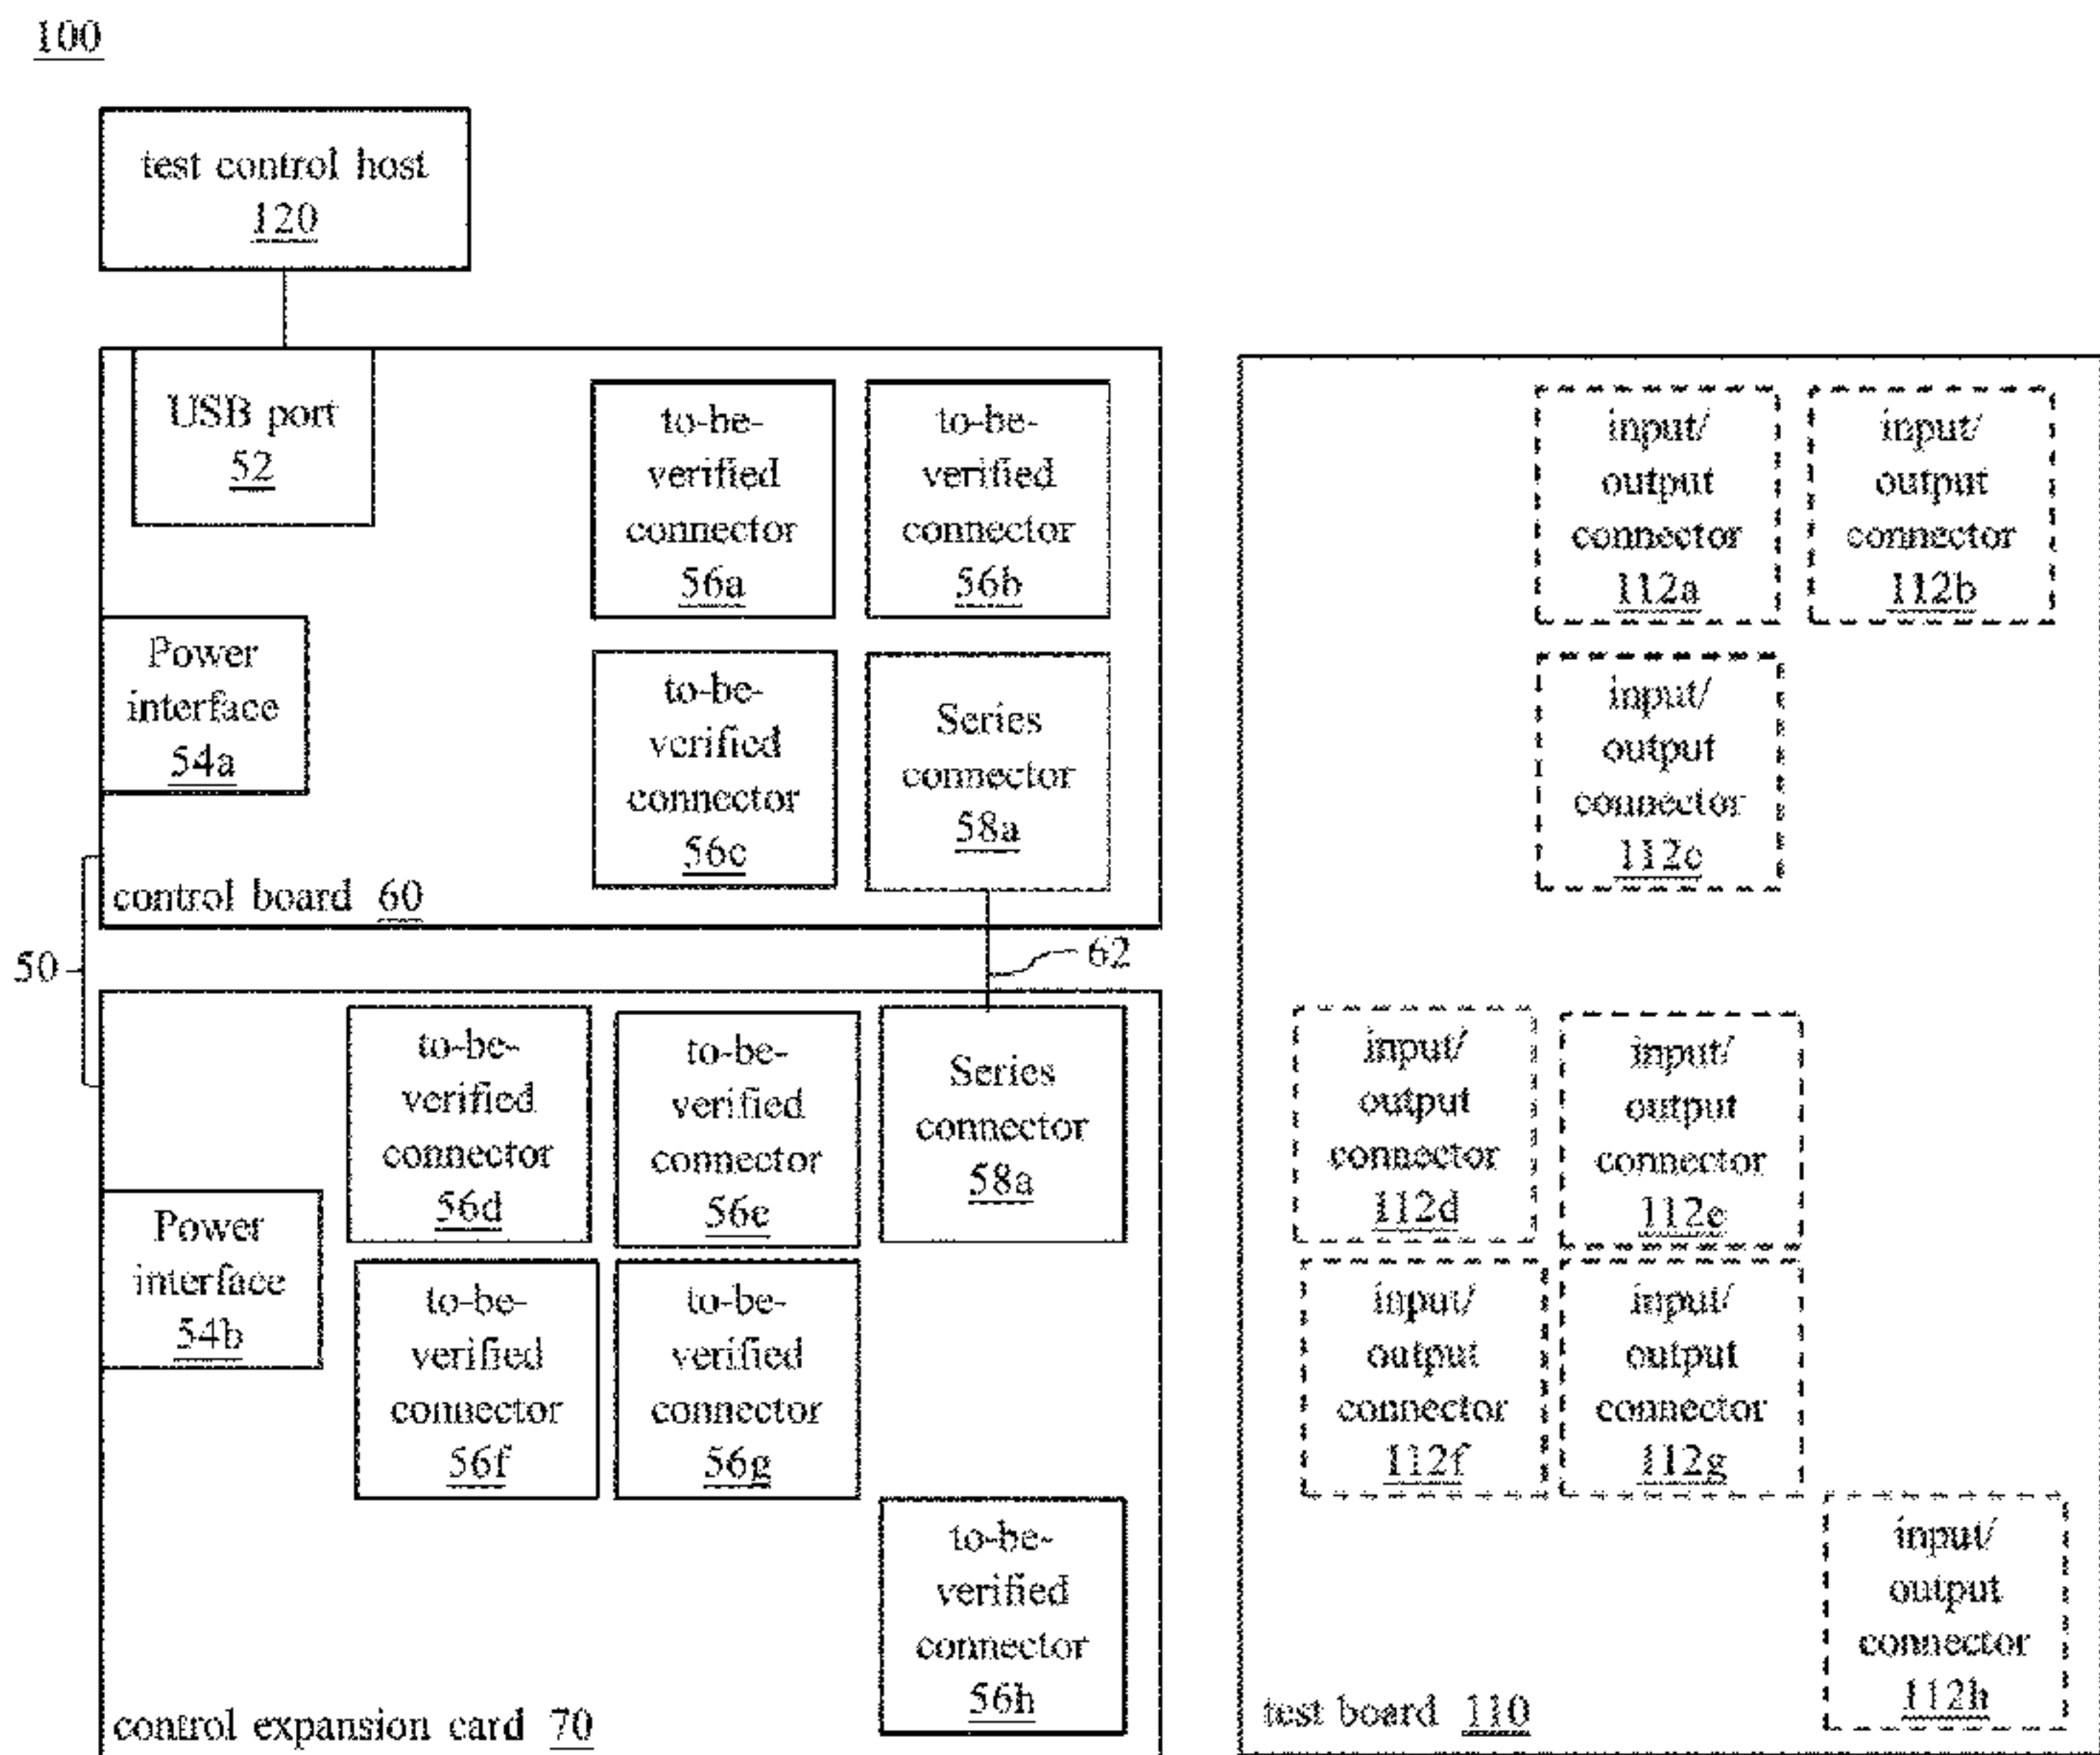 100
test control host
120
USB port
52
to-be-
verified
connector
56a
to-be-
verified
connector
56b
Power
interface
54a
to-be-
verified
connector
56c
Series
connector
58a
control board 60
50
62
to-be-
verified
connector
56d
to-be-
verified
connector
56e
Series
connector
58a
Power
interface
54b
to-be-
verified
connector
56f
to-be-
verified
connector
56g
to-be-
verified
connector
56h
control expansion card 70
input/
output
connector
112a
input/
output
connector
112b
input/
output
connector
112c
input/
output
connector
112d
input/
output
connector
112e
input/
output
connector
112f
input/
output
connector
112g
input/
output
connector
112h
test board 110